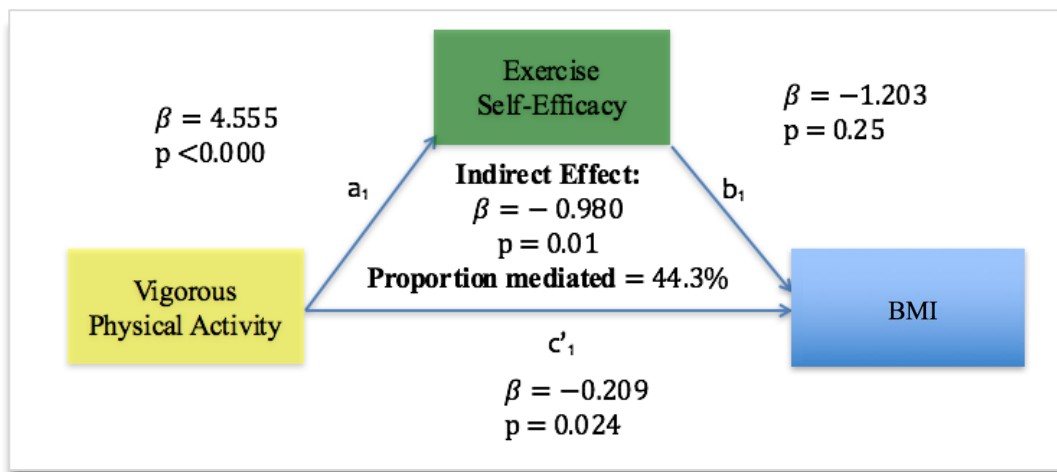 Exercise
Self-Efficacy
β = 4.555
p <0.000
β = −1.203
p = 0.25
a₁
b₁
Indirect Effect:
β = − 0.980
p = 0.01
Proportion mediated = 44.3%
Vigorous
Physical Activity
BMI
c'₁
β = −0.209
p = 0.024